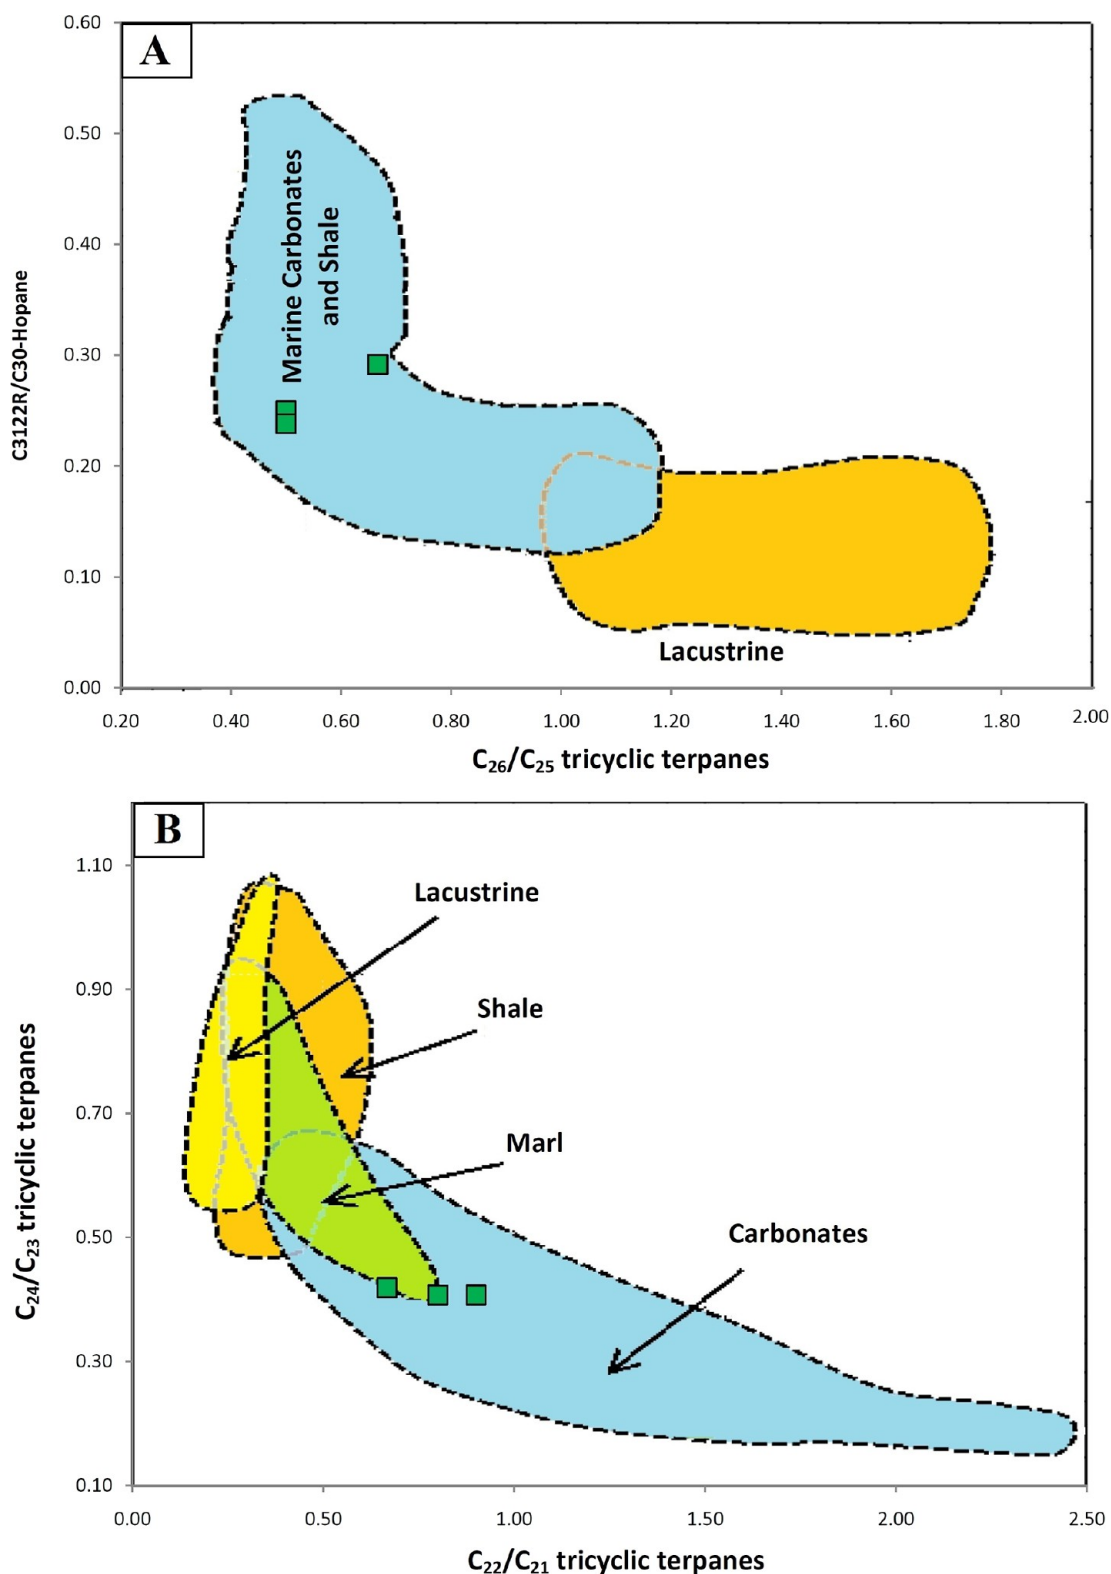 A
0.60
0.50
0.40
0.30
0.20
0.10
0.00
C3122R/C30-Hopane
Marine Carbonates
and Shale
Lacustrine
0.20 0.40 0.60 0.80 1.00 1.20 1.40 1.60 1.80 2.00
C₂₆/C₂₅ tricyclic terpanes
B
1.10
0.90
0.70
0.50
0.30
0.10
C₂₄/C₂₃ tricyclic terpanes
Lacustrine
Shale
Marl
Carbonates
0.00 0.50 1.00 1.50 2.00 2.50
C₂₂/C₂₁ tricyclic terpanes